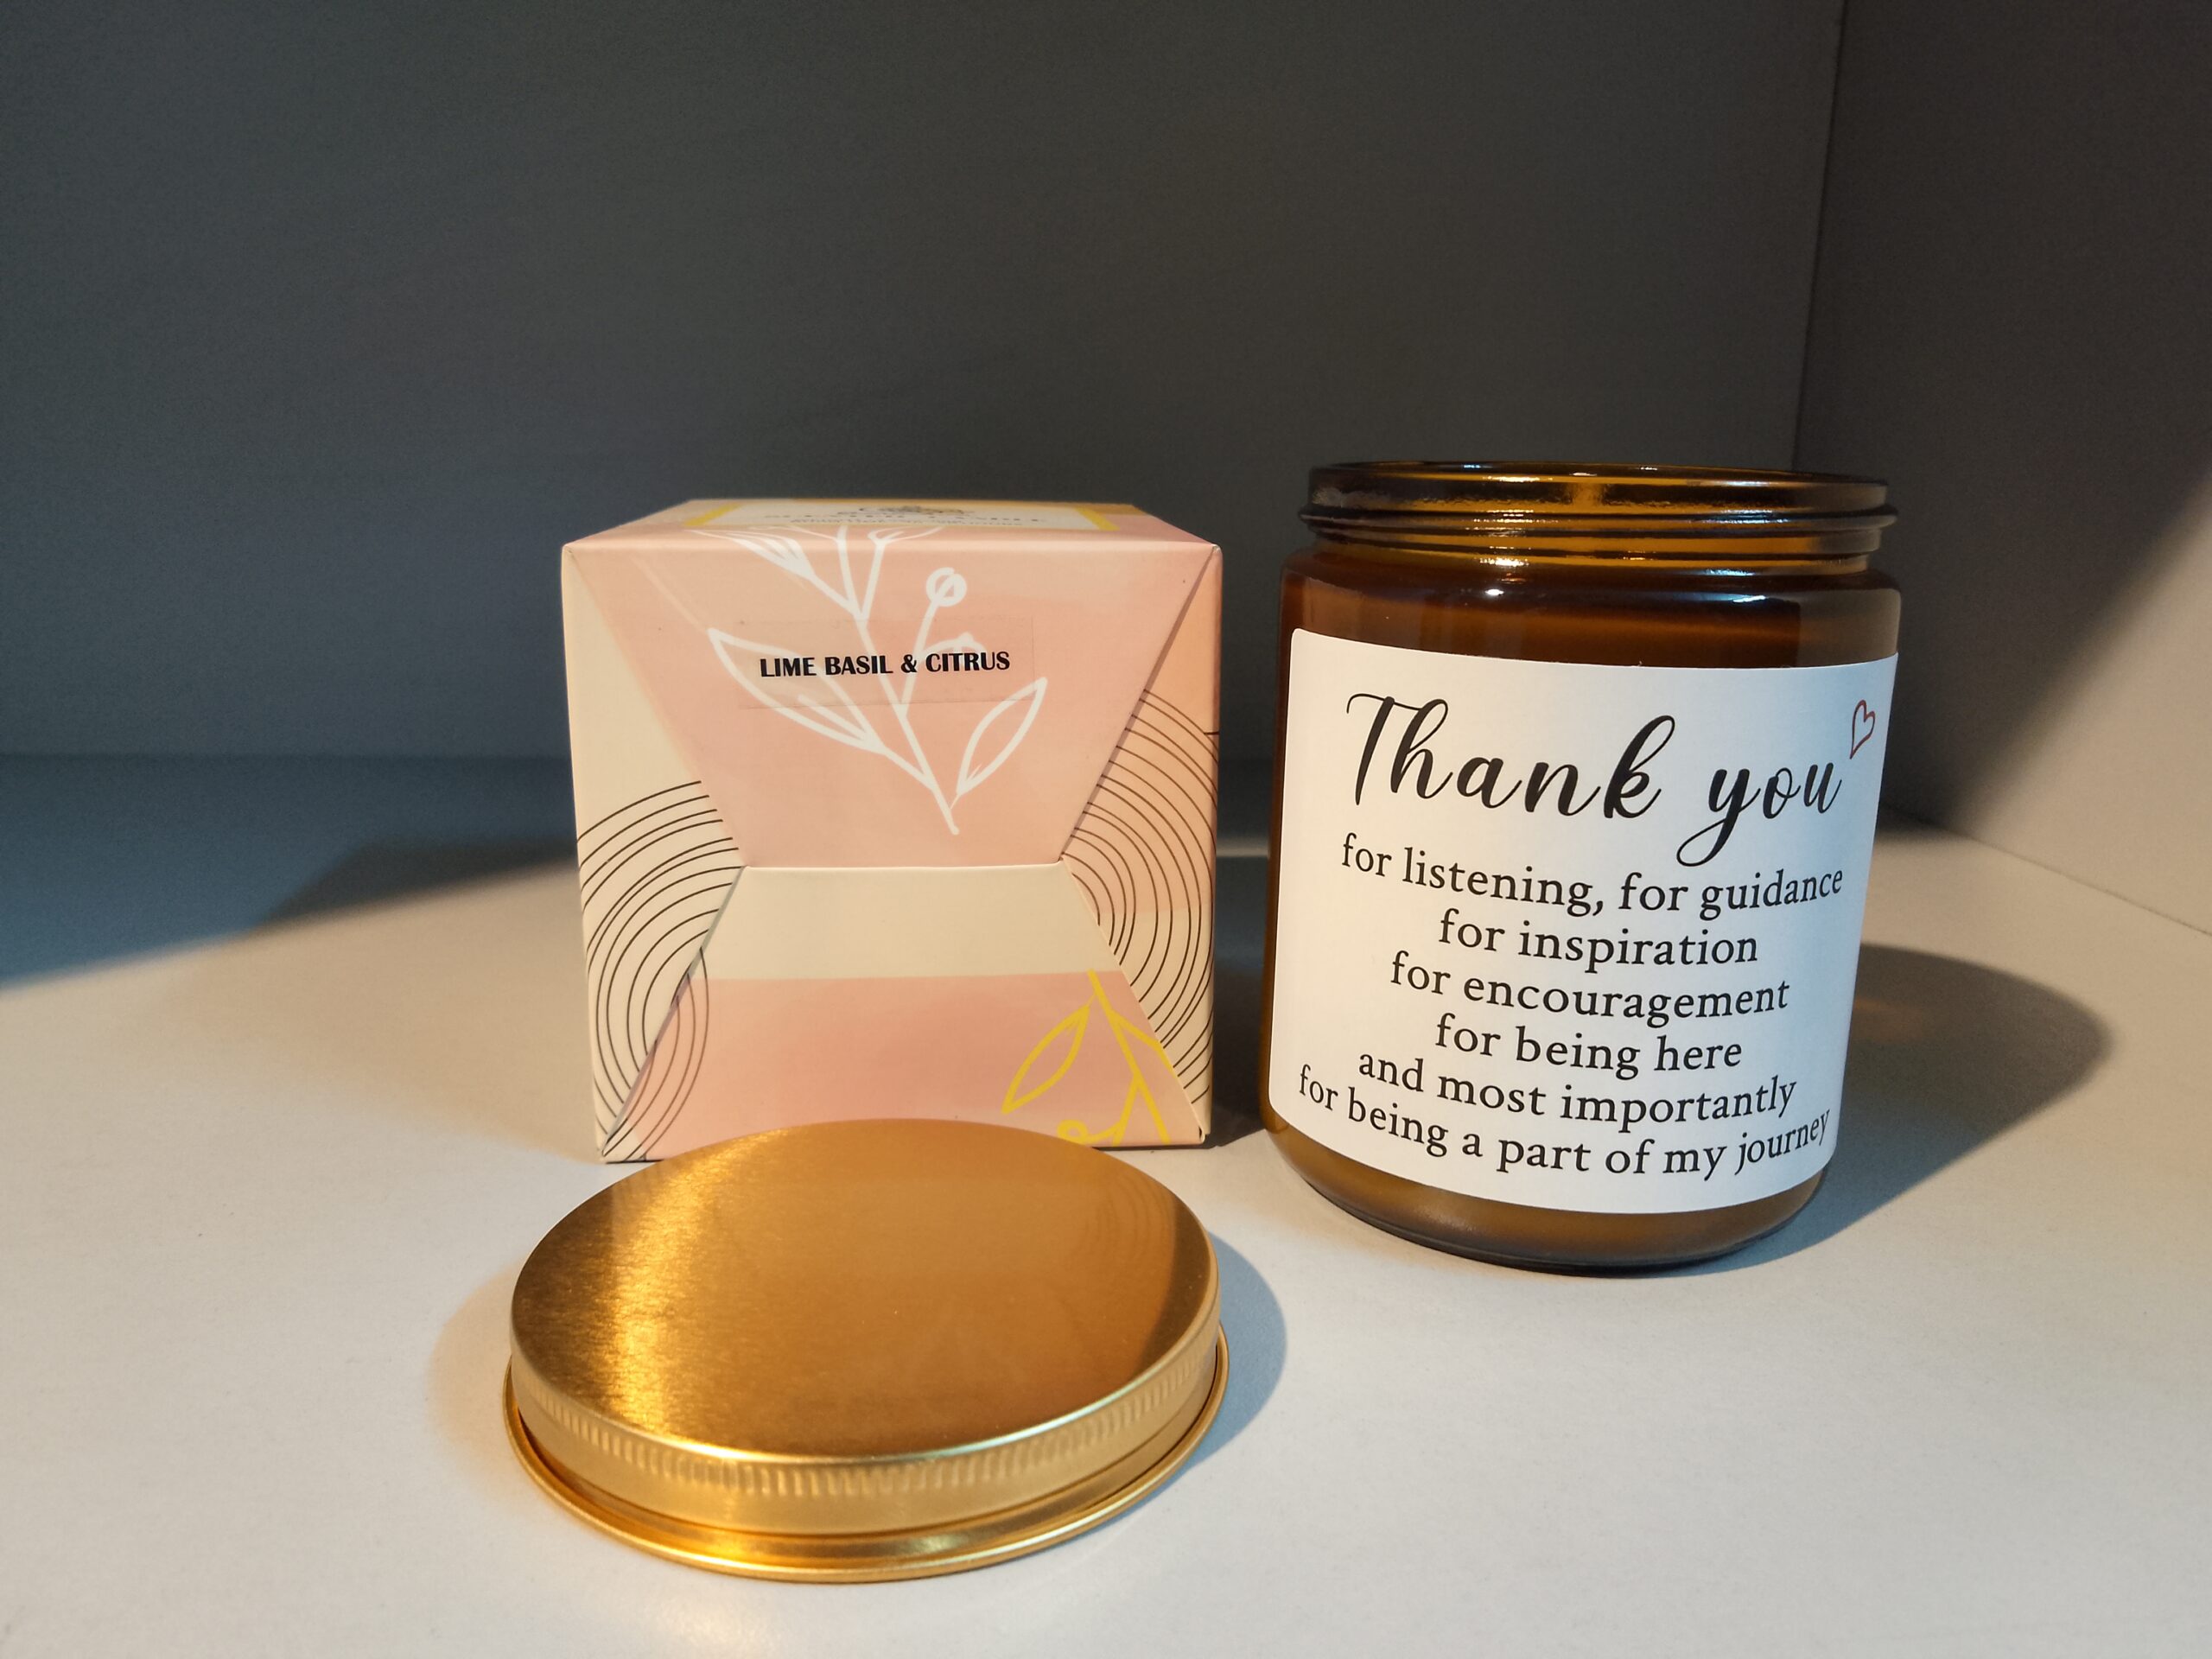 LIME BASIL & CITRUS
Thank you
for listening, for guidance
for inspiration
for encouragement
for being here
and most importantly
for being a part of my journey